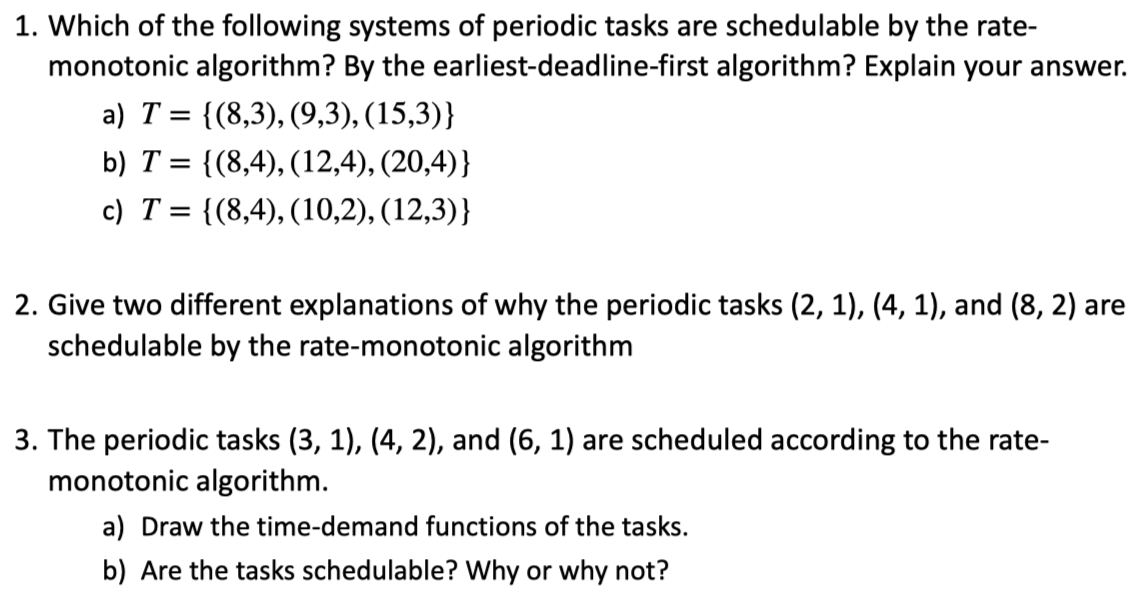 1. Which of the following systems of periodic tasks are schedulable by the rate-
monotonic algorithm? By the earliest-deadline-first algorithm? Explain your answer.
a) T = {(8,3), (9,3), (15,3)}
b) T = {(8,4), (12,4), (20,4)}
c) T = {(8,4), (10,2), (12,3)}
2. Give two different explanations of why the periodic tasks (2, 1), (4, 1), and (8, 2) are
schedulable by the rate-monotonic algorithm
3. The periodic tasks (3, 1), (4, 2), and (6, 1) are scheduled according to the rate-
monotonic algorithm.
a) Draw the time-demand functions of the tasks.
b) Are the tasks schedulable? Why or why not?